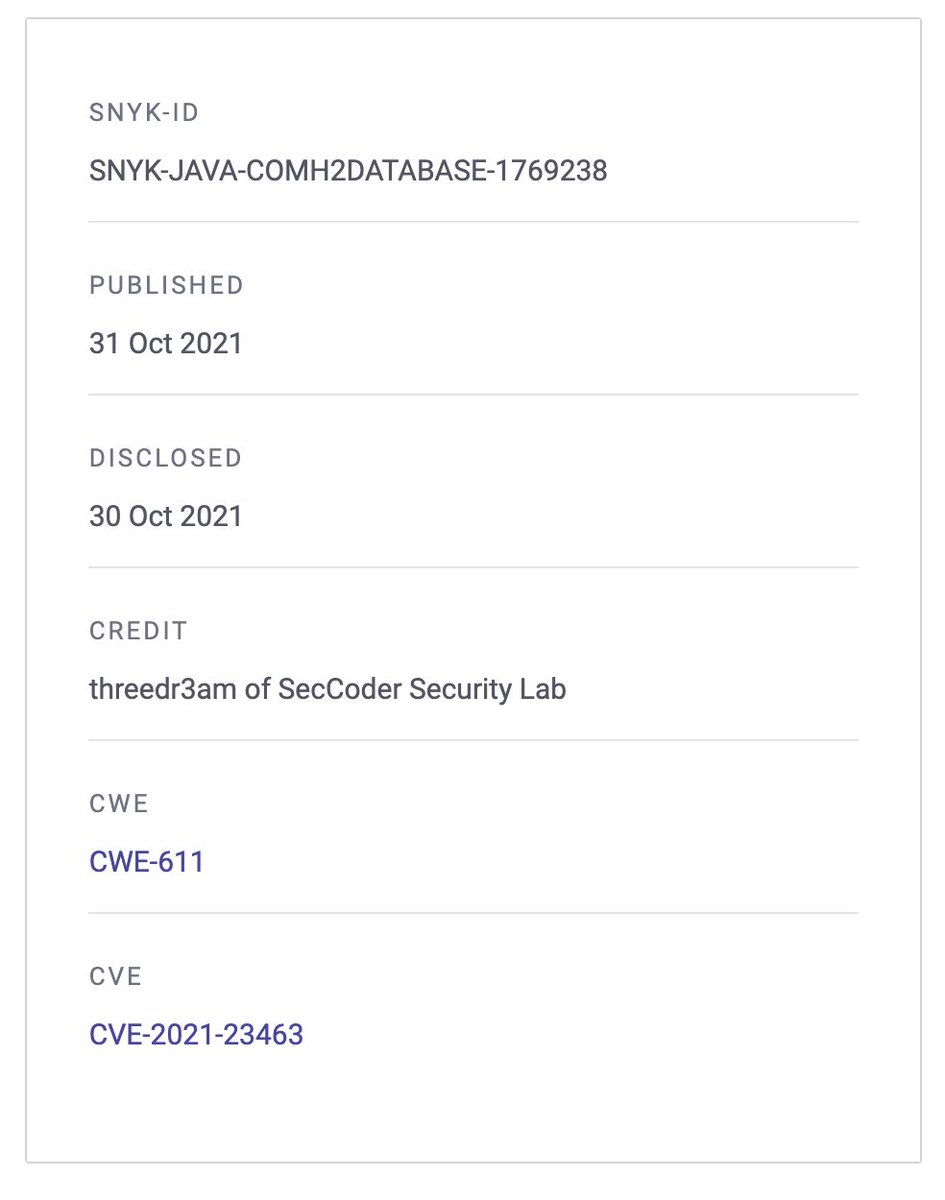 SNYK-ID
SNYK-JAVA-COMH2DATABASE-1769238
PUBLISHED
31 Oct 2021
DISCLOSED
30 Oct 2021
CREDIT
threedr3am of SecCoder Security Lab
CWE
CWE-611
CVE
CVE-2021-23463